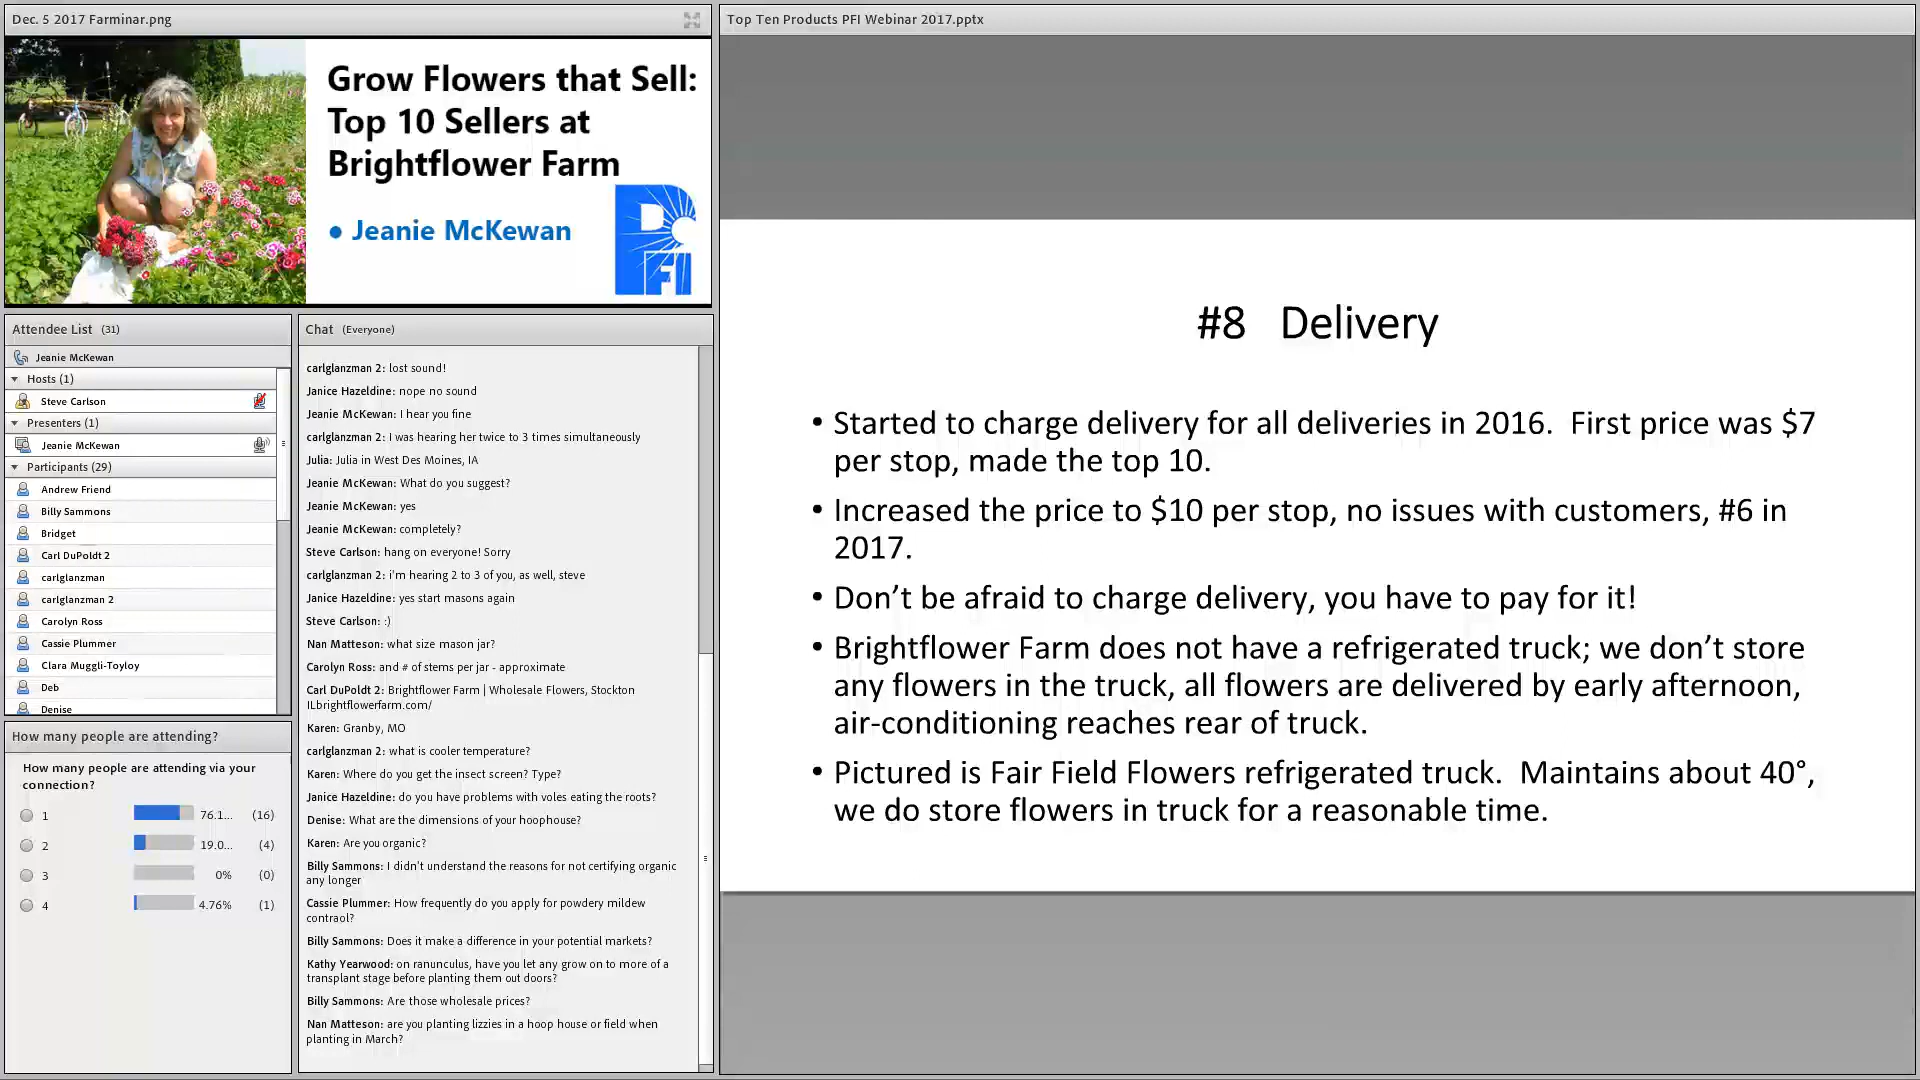 Dec. 5 2017 Farminar.png
Grow Flowers that Sell:
Top 10 Sellers at
Brightflower Farm
● Jeanie McKewan
PFI
Attendee List (31)
Jeanie McKewan
Hosts (1)
Steve Carlson
Presenters (1)
Jeanie McKewan
Participants (29)
Andrew Friend
Billy Sammons
Bridget
Carl DuPoldt 2
carlglanzman
carlglanzman 2
Carolyn Ross
Cassie Plummer
Clara Muggli-Toyloy
Deb
Denise
How many people are attending?
How many people are attending via your
connection?
1 76.1... (16)
2 19.0... (4)
3 0% (0)
4 4.76% (1)
Chat (Everyone)
carlglanzman 2: lost sound!
Janice Hazeldine: nope no sound
Jeanie McKewan: I hear you fine
carlglanzman 2: I was hearing her twice to 3 times simultaneously
Julia: Julia in West Des Moines, IA
Jeanie McKewan: What do you suggest?
Jeanie McKewan: yes
Jeanie McKewan: completely?
Steve Carlson: hang on everyone! Sorry
carlglanzman 2: i'm hearing 2 to 3 of you, as well, steve
Janice Hazeldine: yes start masons again
Steve Carlson: :)
Nan Matteson: what size mason jar?
Carolyn Ross: and # of stems per jar - approximate
Carl DuPoldt 2: Brightflower Farm | Wholesale Flowers, Stockton
ILbrightflowerfarm.com/
Karen: Granby, MO
carlglanzman 2: what is cooler temperature?
Karen: Where do you get the insect screen? Type?
Janice Hazeldine: do you have problems with voles eating the roots?
Denise: What are the dimensions of your hoophouse?
Karen: Are you organic?
Billy Sammons: I didn't understand the reasons for not certifying organic
any longer
Cassie Plummer: How frequently do you apply for powdery mildew
contraol?
Billy Sammons: Does it make a difference in your potential markets?
Kathy Yearwood: on ranunculus, have you let any grow on to more of a
transplant stage before planting them out doors?
Billy Sammons: Are those wholesale prices?
Nan Matteson: are you planting lizzies in a hoop house or field when
planting in March?
Top Ten Products PFI Webinar 2017.pptx
#8 Delivery
• Started to charge delivery for all deliveries in 2016. First price was $7
per stop, made the top 10.
• Increased the price to $10 per stop, no issues with customers, #6 in
2017.
• Don’t be afraid to charge delivery, you have to pay for it!
• Brightflower Farm does not have a refrigerated truck; we don’t store
any flowers in the truck, all flowers are delivered by early afternoon,
air-conditioning reaches rear of truck.
• Pictured is Fair Field Flowers refrigerated truck. Maintains about 40°,
we do store flowers in truck for a reasonable time.